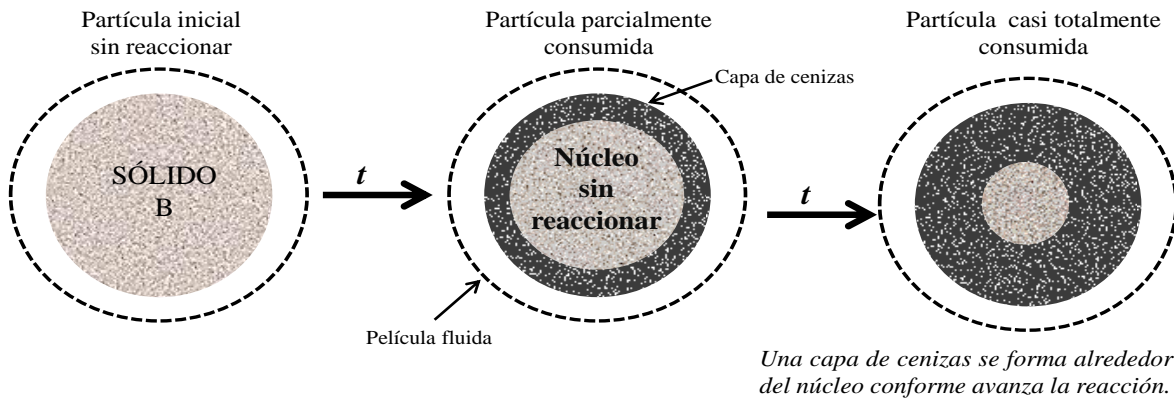 Partícula inicial
sin reaccionar
Partícula parcialmente
consumida
Partícula casi totalmente
consumida
Capa de cenizas
SÓLIDO
B
t
Núcleo
sin
reaccionar
t
Película fluida
Una capa de cenizas se forma alrededor
del núcleo conforme avanza la reacción.